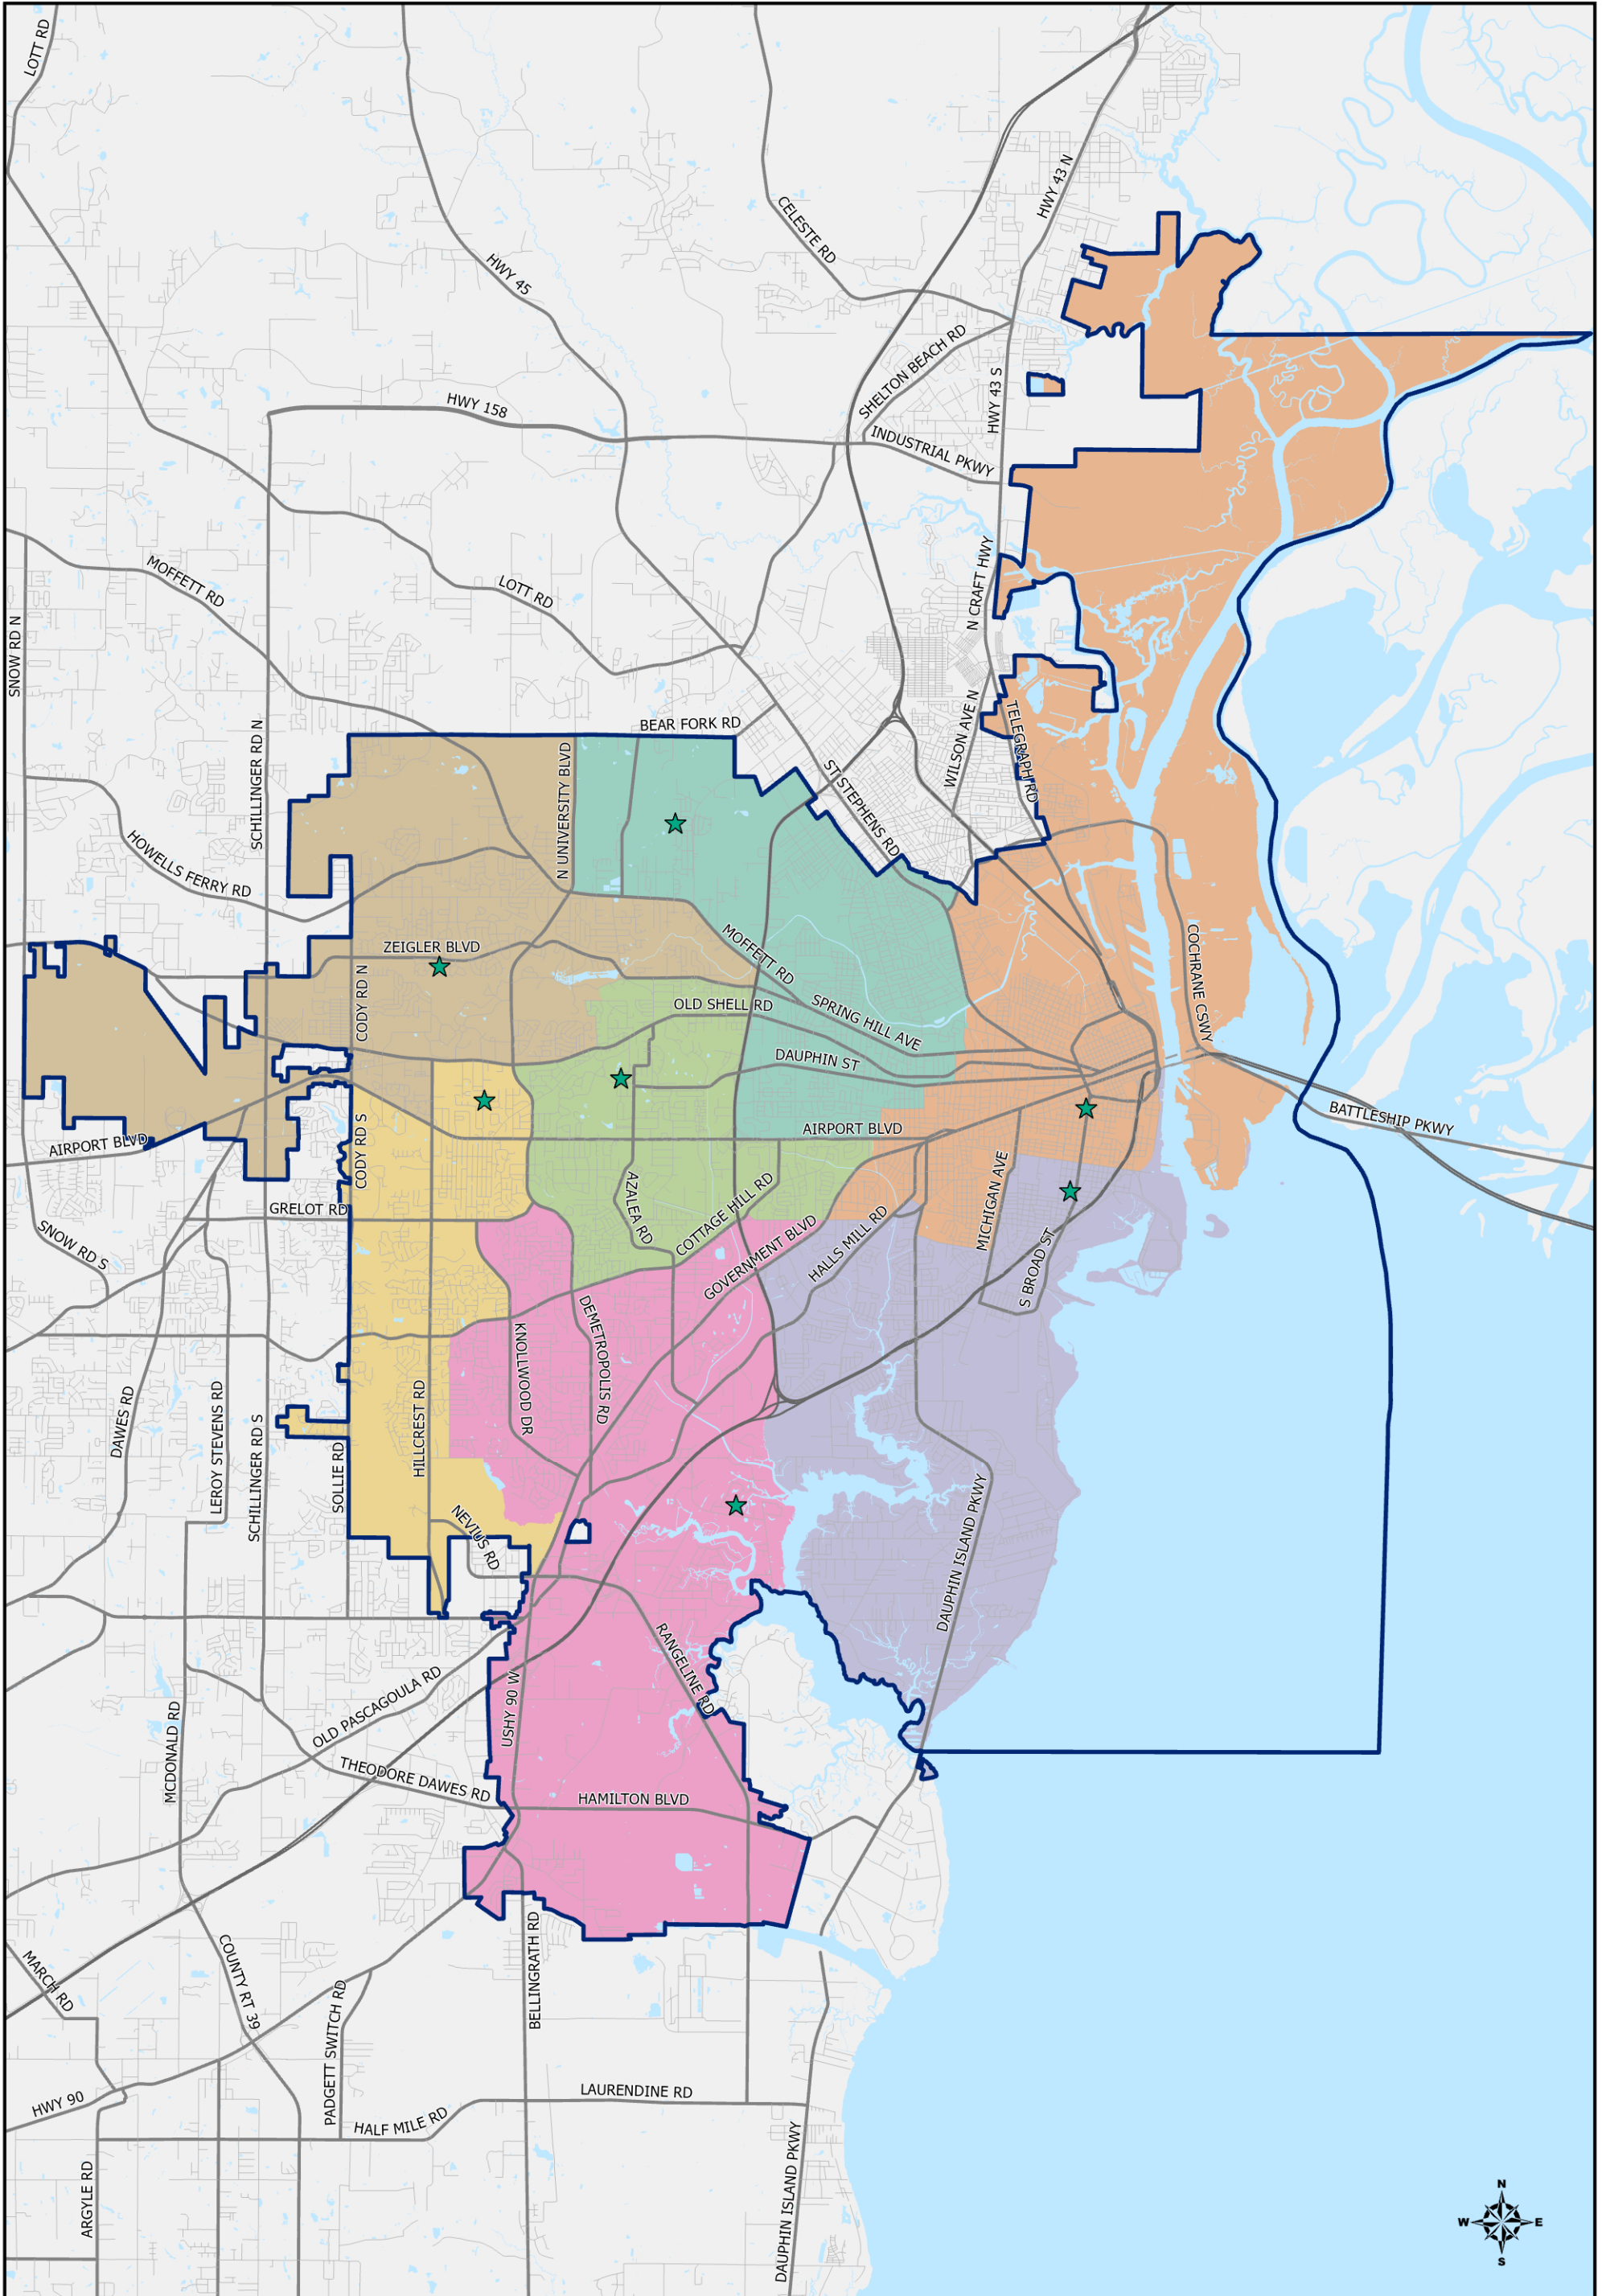 LOTT RD
HWY 43 N
CELESTE RD
HWY 45
SHELTON BEACH RD
HWY 43 S
HWY 158
INDUSTRIAL PKWY
MOFFETT RD
LOTT RD
N CRAFT HWY
SNOW RD N
BEAR FORK RD
WILSON AVE N
TELEGRAPH RD
SCHILLINGER RD N
N UNIVERSITY BLVD
ST STEPHENS RD
HOWELLS FERRY RD
ZEIGLER BLVD
MOFFETT RD
COCHRANE CSWY
CODY RD N
OLD SHELL RD
SPRING HILL AVE
DAUPHIN ST
BATTLESHIP PKWY
AIRPORT BLVD
AIRPORT BLVD
CODY RD S
AZALEA RD
MICHIGAN AVE
GRELOT RD
COTTAGE HILL RD
SNOW RD S
GOVERNMENT BLVD
HALLS MILL RD
S BROAD ST
DEMETROPOLIS RD
KNOLLWOOD DR
DAWES RD
LEROY STEVENS RD
SCHILLINGER RD S
HILLCREST RD
SOLLIE RD
NEVIUS RD
DAUPHIN ISLAND PKWY
RANGELINE RD
OLD PASCAGOULA RD
USHY 90 W
MCDONALD RD
THEODORE DAWES RD
HAMILTON BLVD
BELLINGRATH RD
COUNTY RT 39
MARCH RD
PADGETT SWITCH RD
HWY 90
LAURENDINE RD
HALF MILE RD
ARGYLE RD
DAUPHIN ISLAND PKWY
N
W E
S